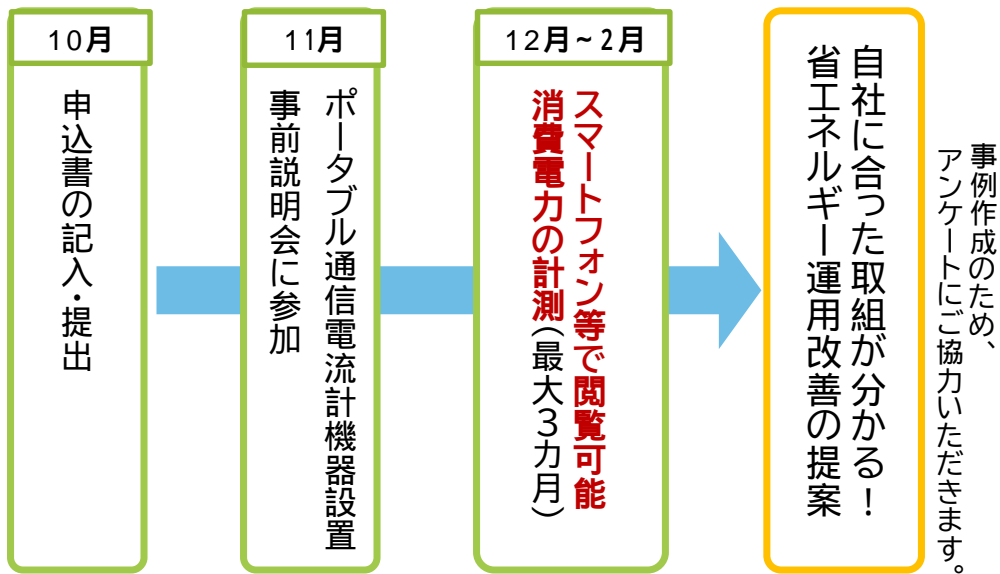 10月
申込書の記入・提出
11月
ポータブル通信電流計機器設置
事前説明会に参加
12月~2月
スマートフォン等で閲覧可能
消費電力の計測(最大3カ月)
自社に合った取組が分かる!
省エネルギー運用改善の提案
事例作成のため、
アンケートにご協力いただきます。